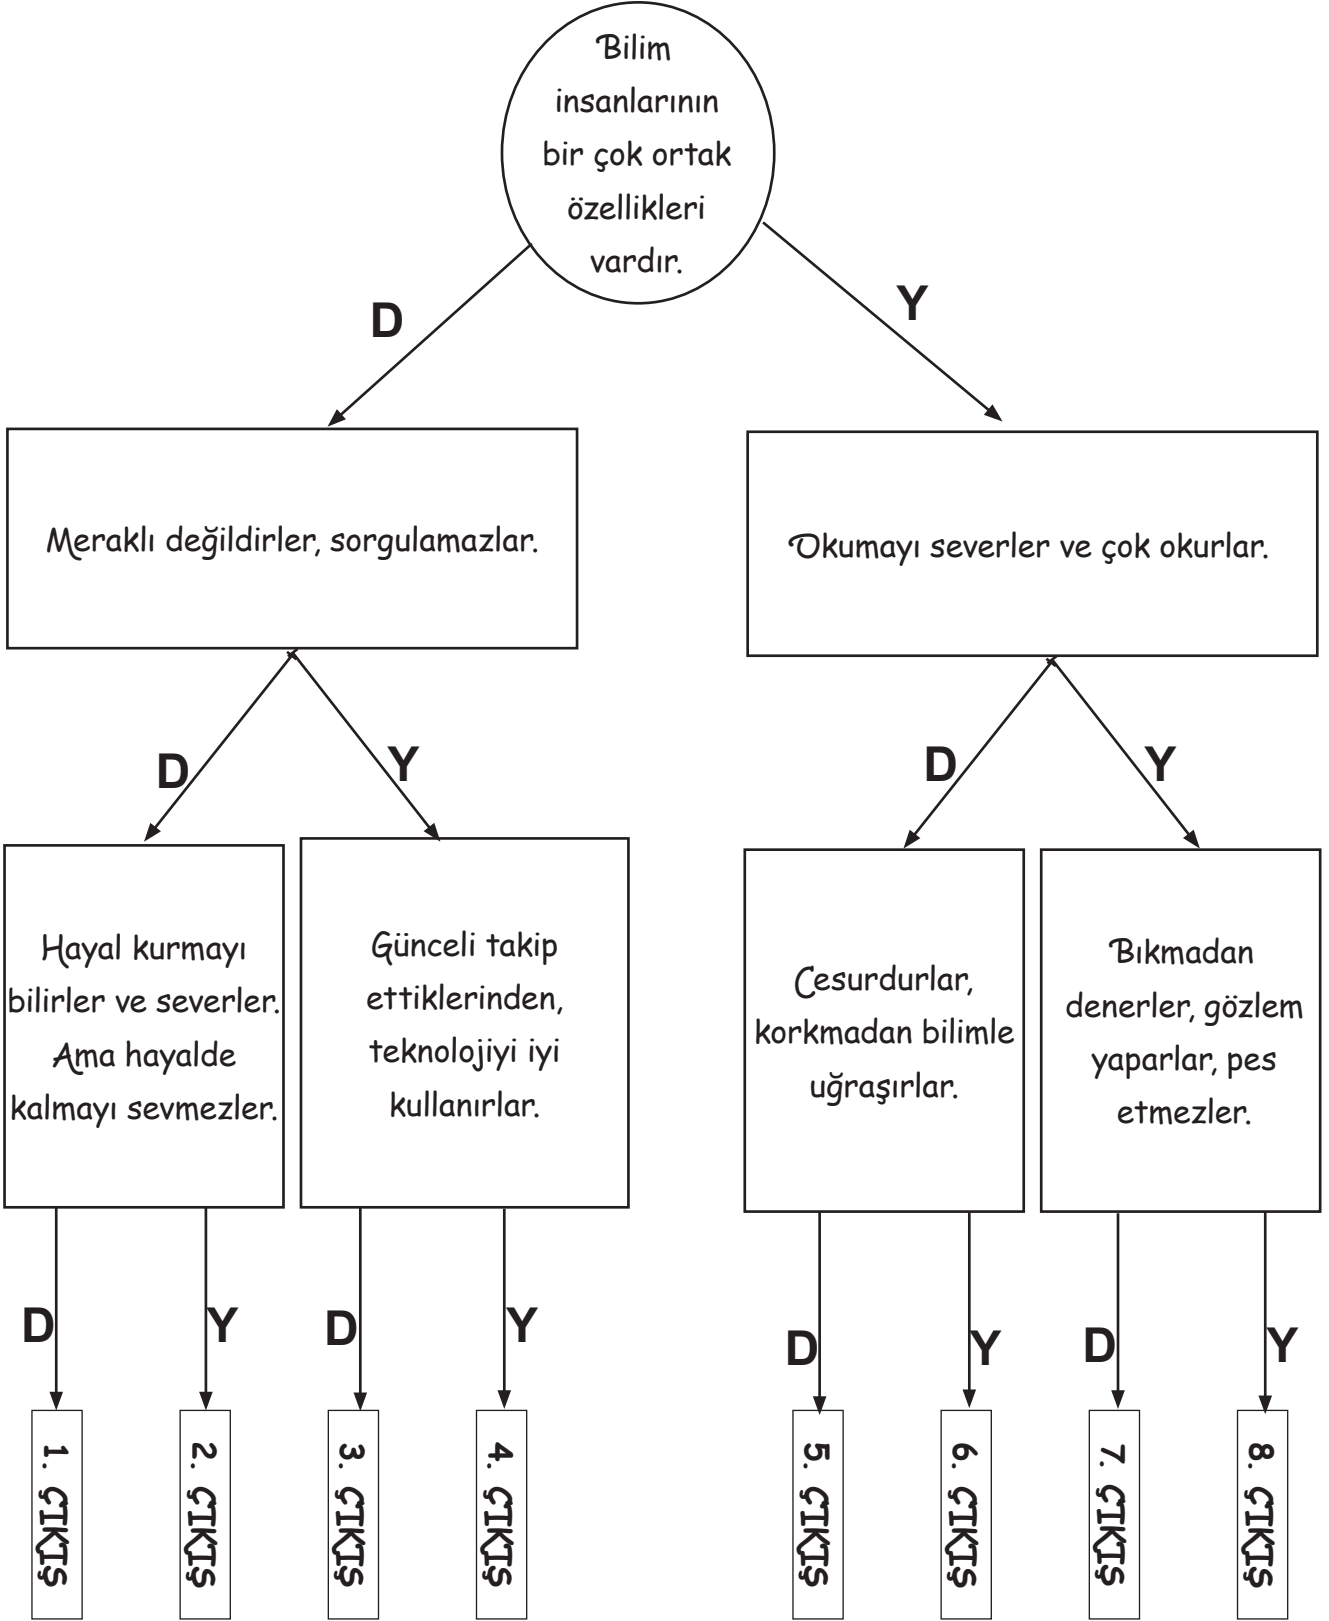 Bilim
insanlarının
bir çok ortak
özellikleri
vardır.
D
Y
Meraklı değildirler, sorgulamazlar.
Okumayı severler ve çok okurlar.
D
Y
D
Y
Hayal kurmayı
bilirler ve severler.
Ama hayalde
kalmayı sevmezler.
Günceli takip
ettiklerinden,
teknolojiyi iyi
kullanırlar.
Cesurdurlar,
korkmadan bilimle
uğraşırlar.
Bıkmadan
denerler, gözlem
yaparlar, pes
etmezler.
D
Y
D
Y
D
Y
D
Y
1. ÇIKIŞ
2. ÇIKIŞ
3. ÇIKIŞ
4. ÇIKIŞ
5. ÇIKIŞ
6. ÇIKIŞ
7. ÇIKIŞ
8. ÇIKIŞ